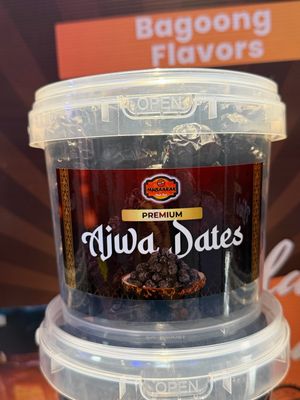 Bagoong
Flavors
OPEN
PREMIUM
Ajwa Dates
OPEN